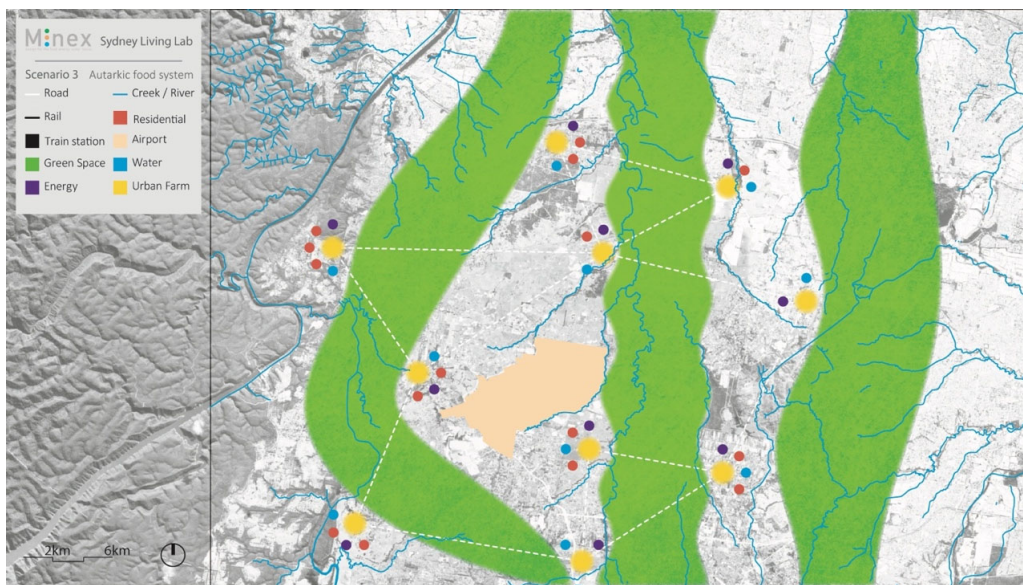 Minex Sydney Living Lab
Scenario 3 Autarkic food system
Road Creek / River
Rail Residential
Train station Airport
Green Space Water
Energy Urban Farm
2km 6km